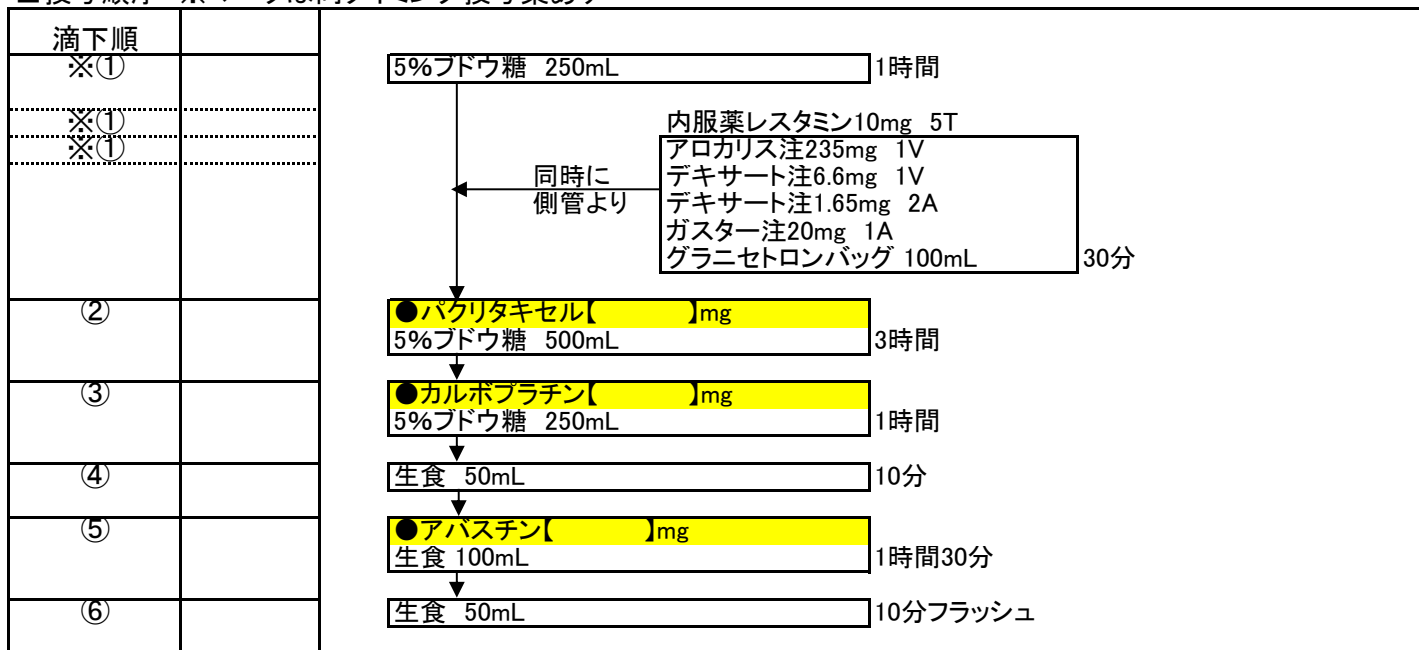 滴下順
※① 5%ブドウ糖 250mL 1時間
※① 内服薬レスタミン10mg 5T
※① アロカリス注235mg 1V
同時に デキサート注6.6mg 1V
側管より デキサート注1.65mg 2A
ガスター注20mg 1A
グラニセトロンバッグ 100mL 30分
② ●パクリタキセル【 】mg
5%ブドウ糖 500mL 3時間
③ ●カルボプラチン【 】mg
5%ブドウ糖 250mL 1時間
④ 生食 50mL 10分
⑤ ●アバスチン【 】mg
生食 100mL 1時間30分
⑥ 生食 50mL 10分フラッシュ